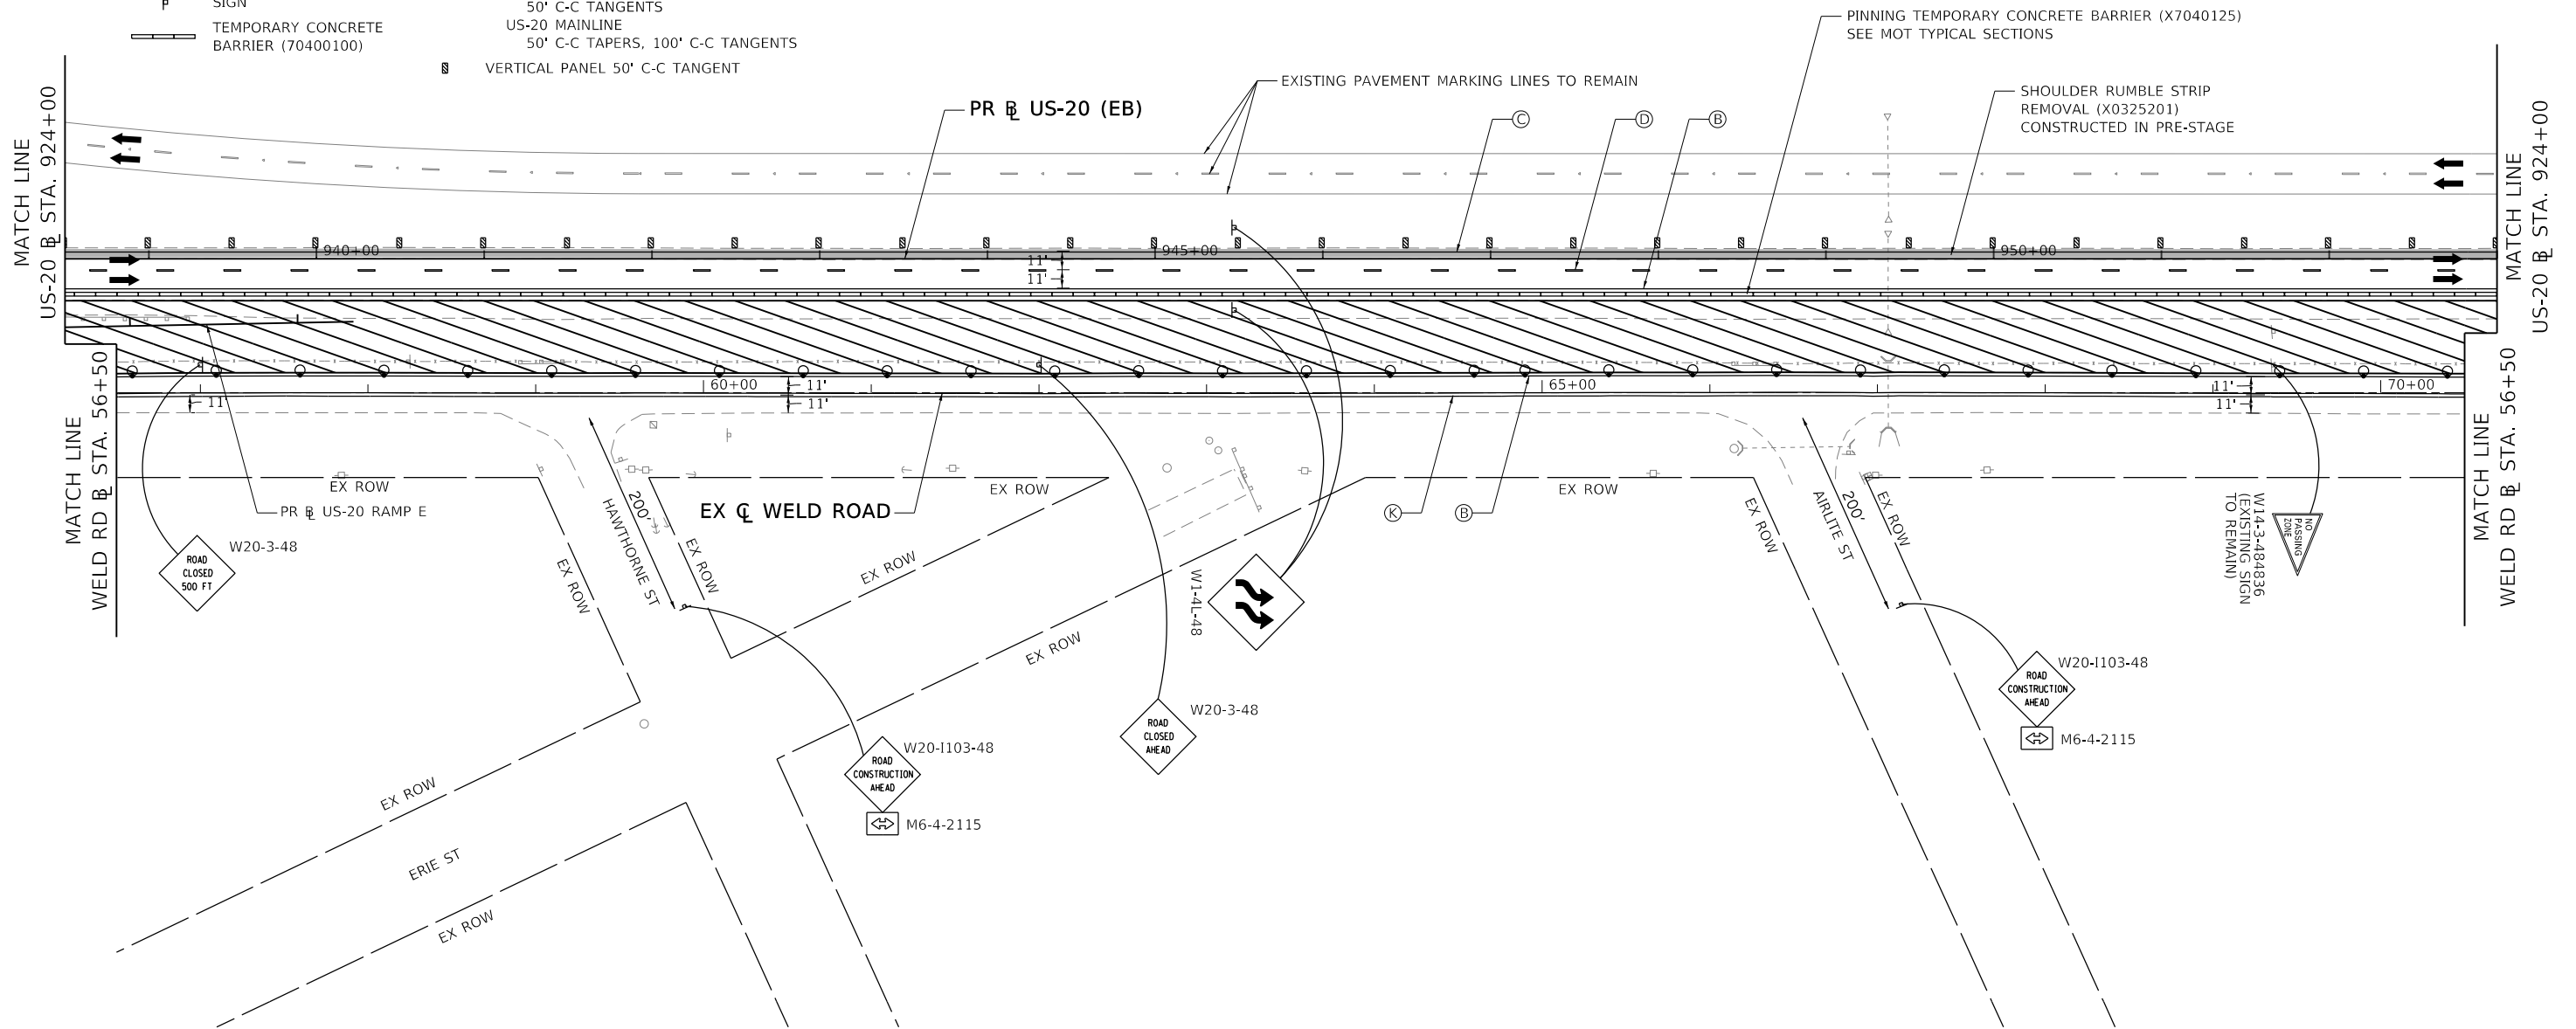 SIGN
TEMPORARY CONCRETE
BARRIER (70400100)
50' C-C TANGENTS
US-20 MAINLINE
50' C-C TAPERS, 100' C-C TANGENTS
VERTICAL PANEL 50' C-C TANGENT
PINNING TEMPORARY CONCRETE BARRIER (X7040125)
SEE MOT TYPICAL SECTIONS
EXISTING PAVEMENT MARKING LINES TO REMAIN
SHOULDER RUMBLE STRIP
REMOVAL (X0325201)
CONSTRUCTED IN PRE-STAGE
PR BL US-20 (EB)
C
D
B
MATCH LINE
US-20 BL STA. 924+00
MATCH LINE
US-20 BL STA. 924+00
940+00
945+00
950+00
11'
11'
60+00
65+00
70+00
11'
11'
11'
11'
11'
MATCH LINE
WELD RD BL STA. 56+50
MATCH LINE
WELD RD BL STA. 56+50
EX ROW
EX ROW
EX ROW
PR BL US-20 RAMP E
EX CL WELD ROAD
K
B
200'
HAWTHORNE ST
EX ROW
EX ROW
EX ROW
EX ROW
EX ROW
200'
AIRLITE ST
EX ROW
W14-3-484836
(EXISTING SIGN
TO REMAIN)
NO
PASSING
ZONE
W20-3-48
ROAD
CLOSED
500 FT
W1-4L-48
W20-3-48
ROAD
CLOSED
AHEAD
W20-I103-48
ROAD
CONSTRUCTION
AHEAD
M6-4-2115
W20-I103-48
ROAD
CONSTRUCTION
AHEAD
M6-4-2115
EX ROW
ERIE ST
EX ROW